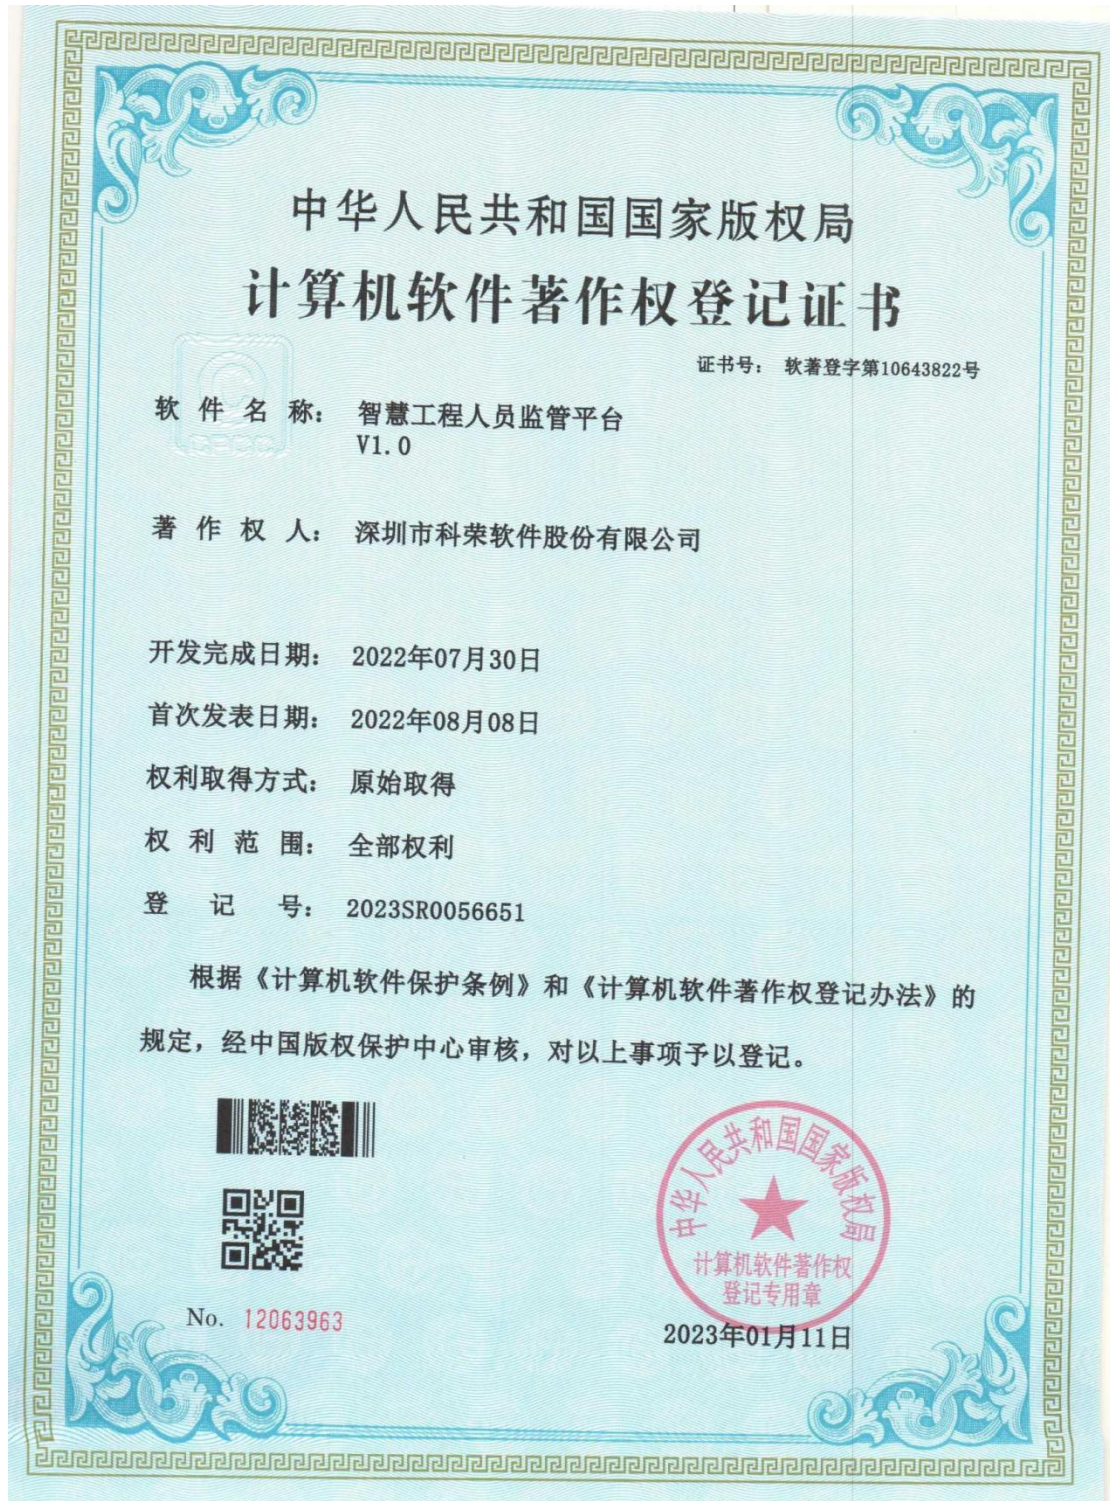 中华人民共和国国家版权局
计算机软件著作权登记证书
证书号： 软著登字第10643822号
软件名称： 智慧工程人员监管平台
V1.0
著作权人： 深圳市科荣软件股份有限公司
开发完成日期： 2022年07月30日
首次发表日期： 2022年08月08日
权利取得方式： 原始取得
权利范围： 全部权利
登记号： 2023SR0056651
根据《计算机软件保护条例》和《计算机软件著作权登记办法》的
规定，经中国版权保护中心审核，对以上事项予以登记。
中华人民共和国国家版权局
计算机软件著作权
登记专用章
No. 12063963
2023年01月11日